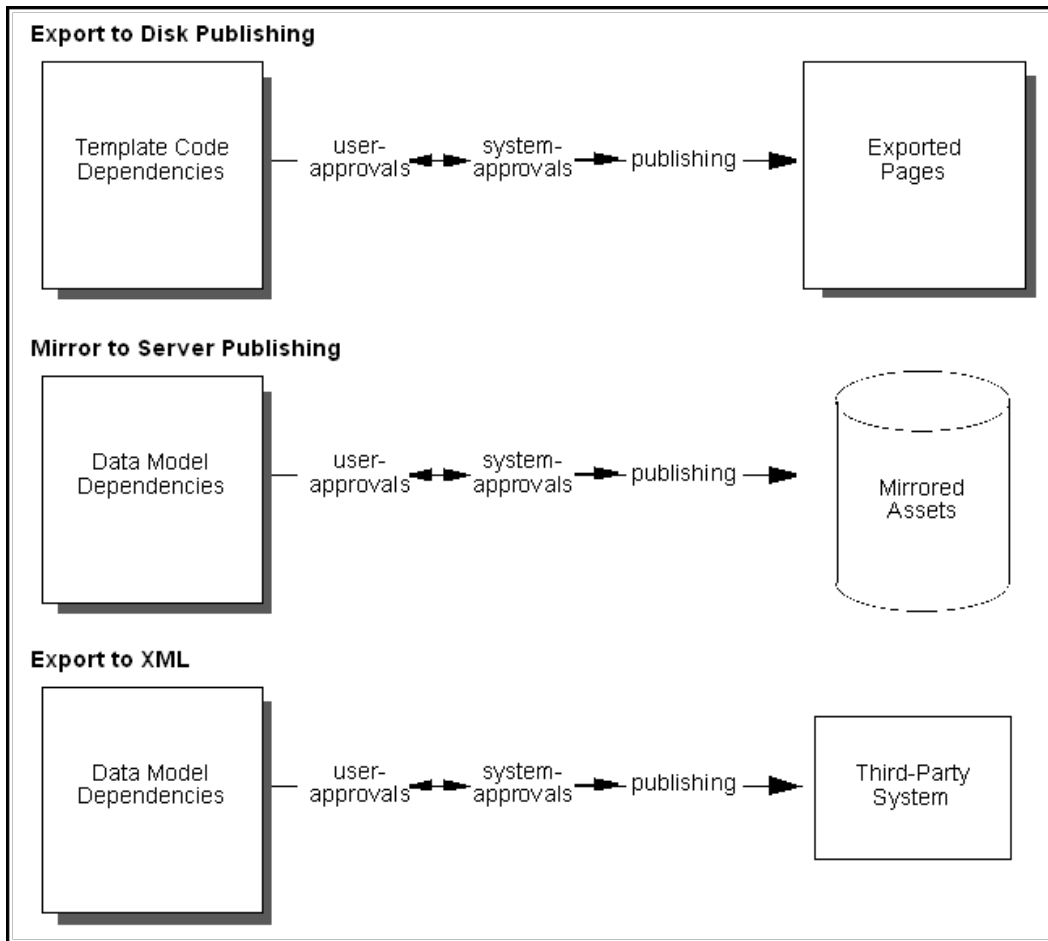 Export to Disk Publishing
Template Code
Dependencies
user-
approvals
system-
approvals
publishing
Exported
Pages
Mirror to Server Publishing
Data Model
Dependencies
user-
approvals
system-
approvals
publishing
Mirrored
Assets
Export to XML
Data Model
Dependencies
user-
approvals
system-
approvals
publishing
Third-Party
System